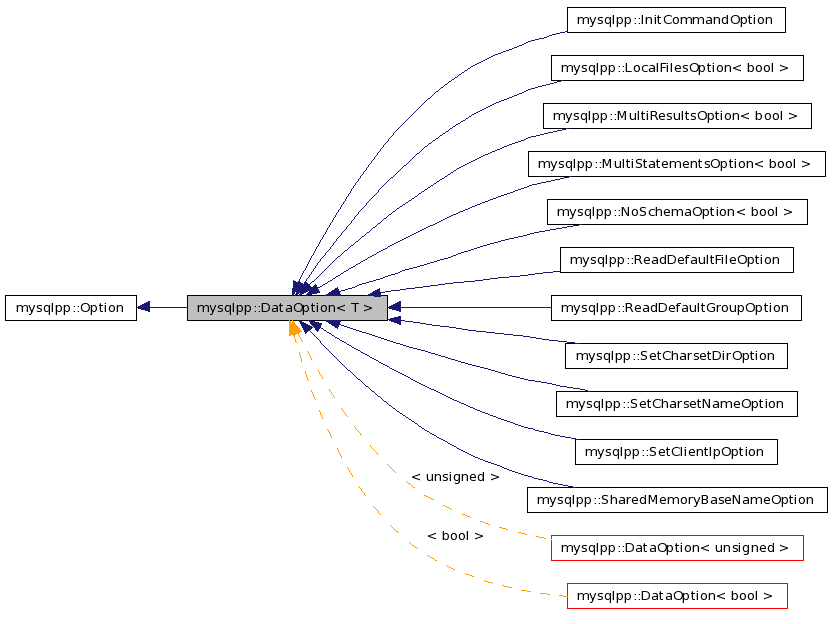 mysqlpp::InitCommandOption
mysqlpp::LocalFilesOption< bool >
mysqlpp::MultiResultsOption< bool >
mysqlpp::MultiStatementsOption< bool >
mysqlpp::NoSchemaOption< bool >
mysqlpp::ReadDefaultFileOption
mysqlpp::Option
mysqlpp::DataOption< T >
mysqlpp::ReadDefaultGroupOption
mysqlpp::SetCharsetDirOption
mysqlpp::SetCharsetNameOption
mysqlpp::SetClientIpOption
< unsigned >
mysqlpp::SharedMemoryBaseNameOption
< bool >
mysqlpp::DataOption< unsigned >
mysqlpp::DataOption< bool >